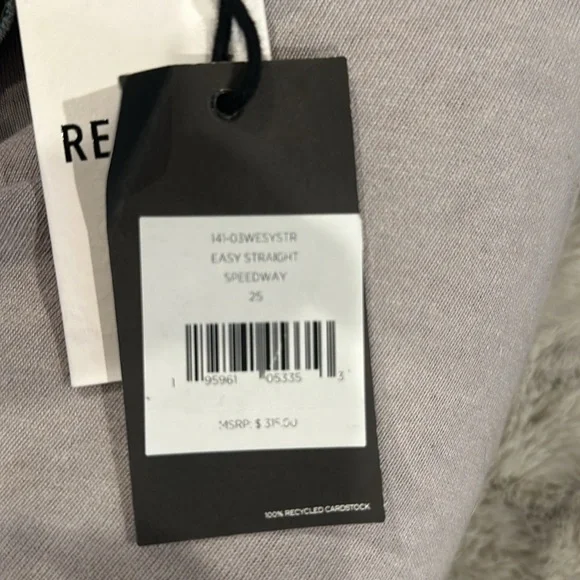 RE
141-03WESYSTR
EASY STRAIGHT
SPEEDWAY
25
1 95961 05335 3
MSRP: $ 315.00
100% RECYCLED CARDSTOCK